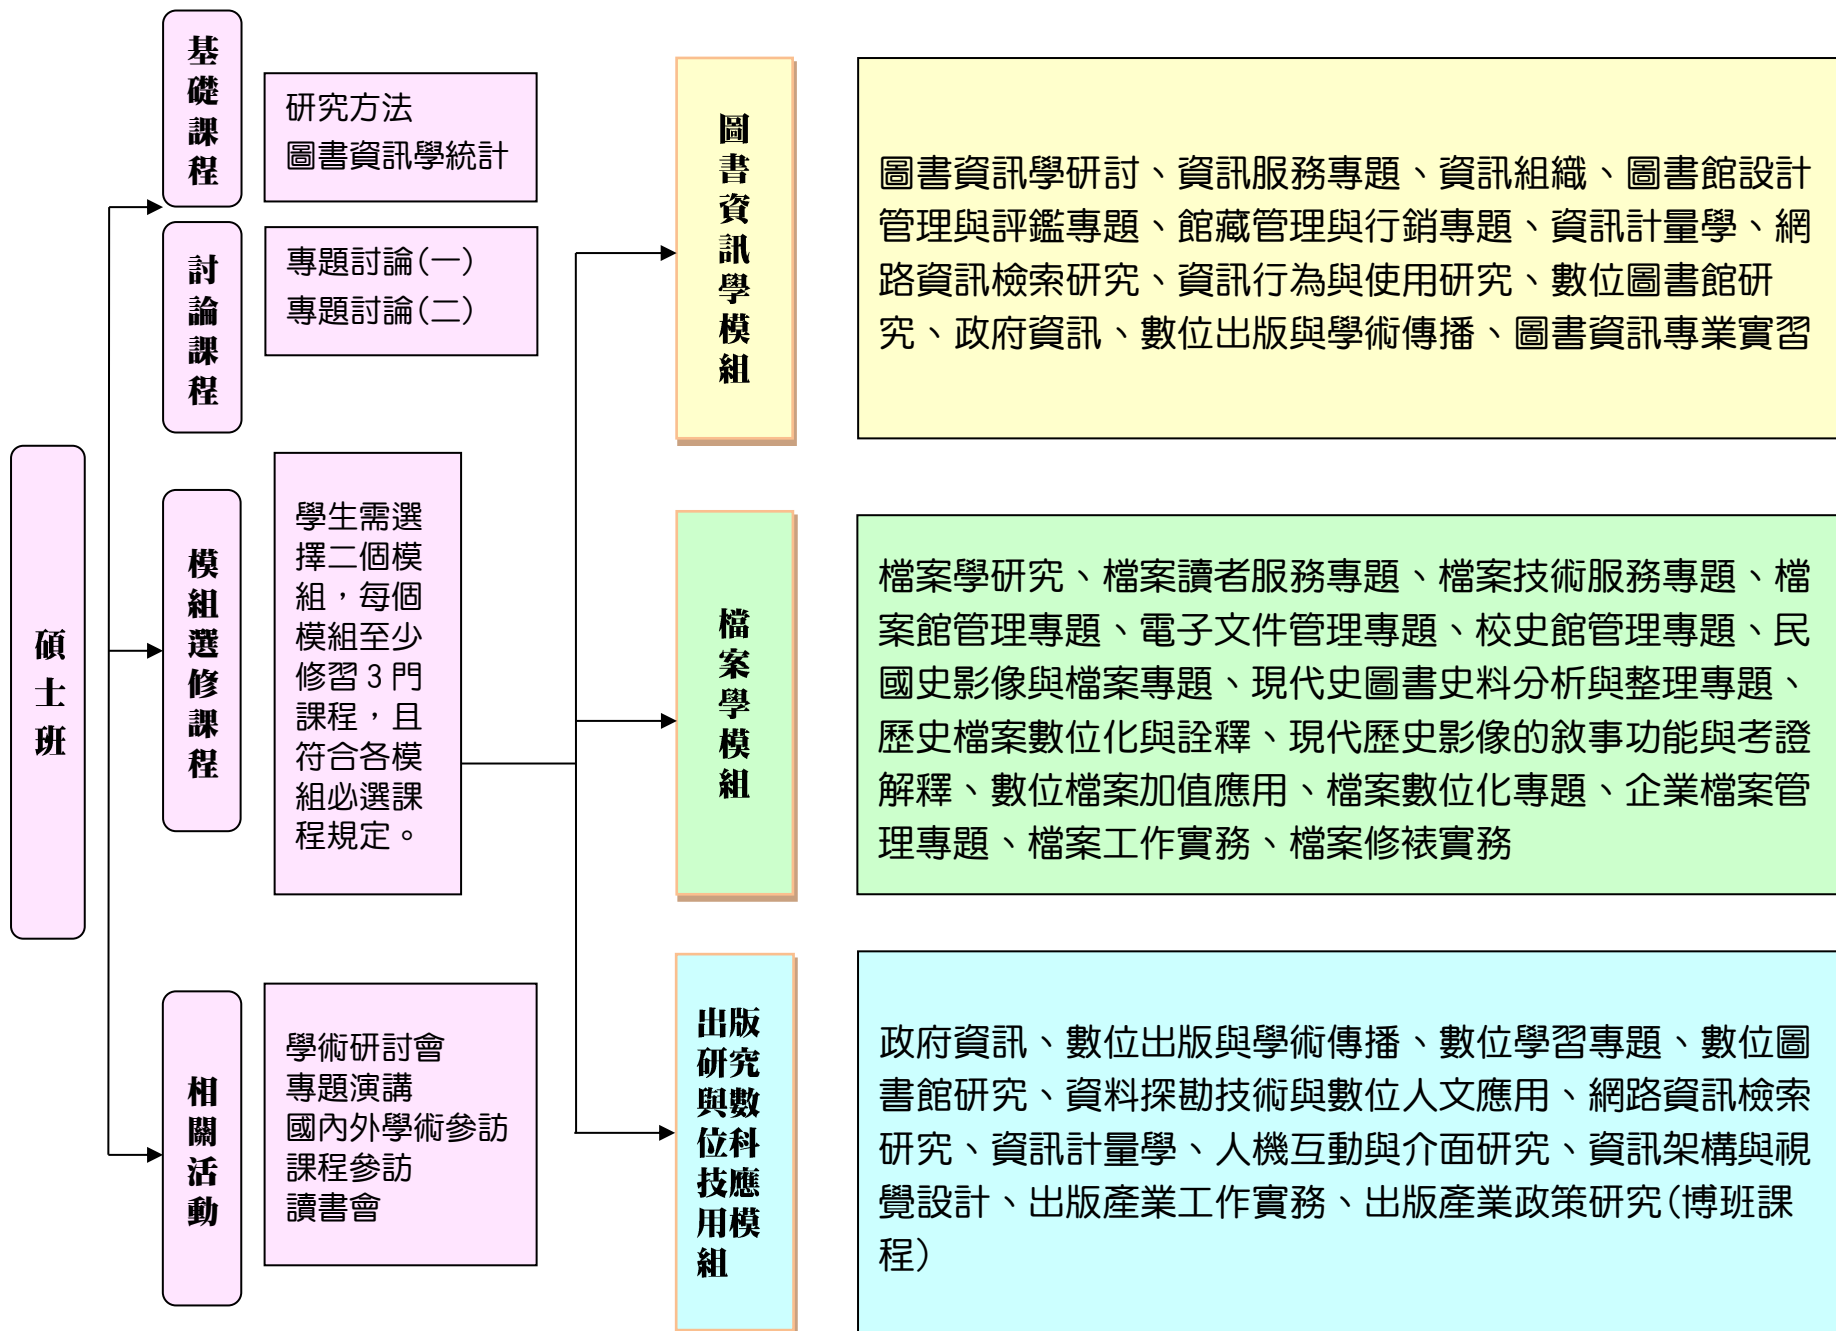 碩士班
基礎課程
研究方法
圖書資訊學統計
討論課程
專題討論(一)
專題討論(二)
模組選修課程
學生需選
擇二個模
組，每個
模組至少
修習3門
課程，且
符合各模
組必選課
程規定。
相關活動
學術研討會
專題演講
國內外學術參訪
課程參訪
讀書會
圖書資訊學模組
圖書資訊學研討、資訊服務專題、資訊組織、圖書館設計
管理與評鑑專題、館藏管理與行銷專題、資訊計量學、網
路資訊檢索研究、資訊行為與使用研究、數位圖書館研
究、政府資訊、數位出版與學術傳播、圖書資訊專業實習
檔案學模組
檔案學研究、檔案讀者服務專題、檔案技術服務專題、檔
案館管理專題、電子文件管理專題、校史館管理專題、民
國史影像與檔案專題、現代史圖書史料分析與整理專題、
歷史檔案數位化與詮釋、現代歷史影像的敘事功能與考證
解釋、數位檔案加值應用、檔案數位化專題、企業檔案管
理專題、檔案工作實務、檔案修裱實務
出版
研究
與數
位科
技應
用模
組
政府資訊、數位出版與學術傳播、數位學習專題、數位圖
書館研究、資料探勘技術與數位人文應用、網路資訊檢索
研究、資訊計量學、人機互動與介面研究、資訊架構與視
覺設計、出版產業工作實務、出版產業政策研究(博班課
程)